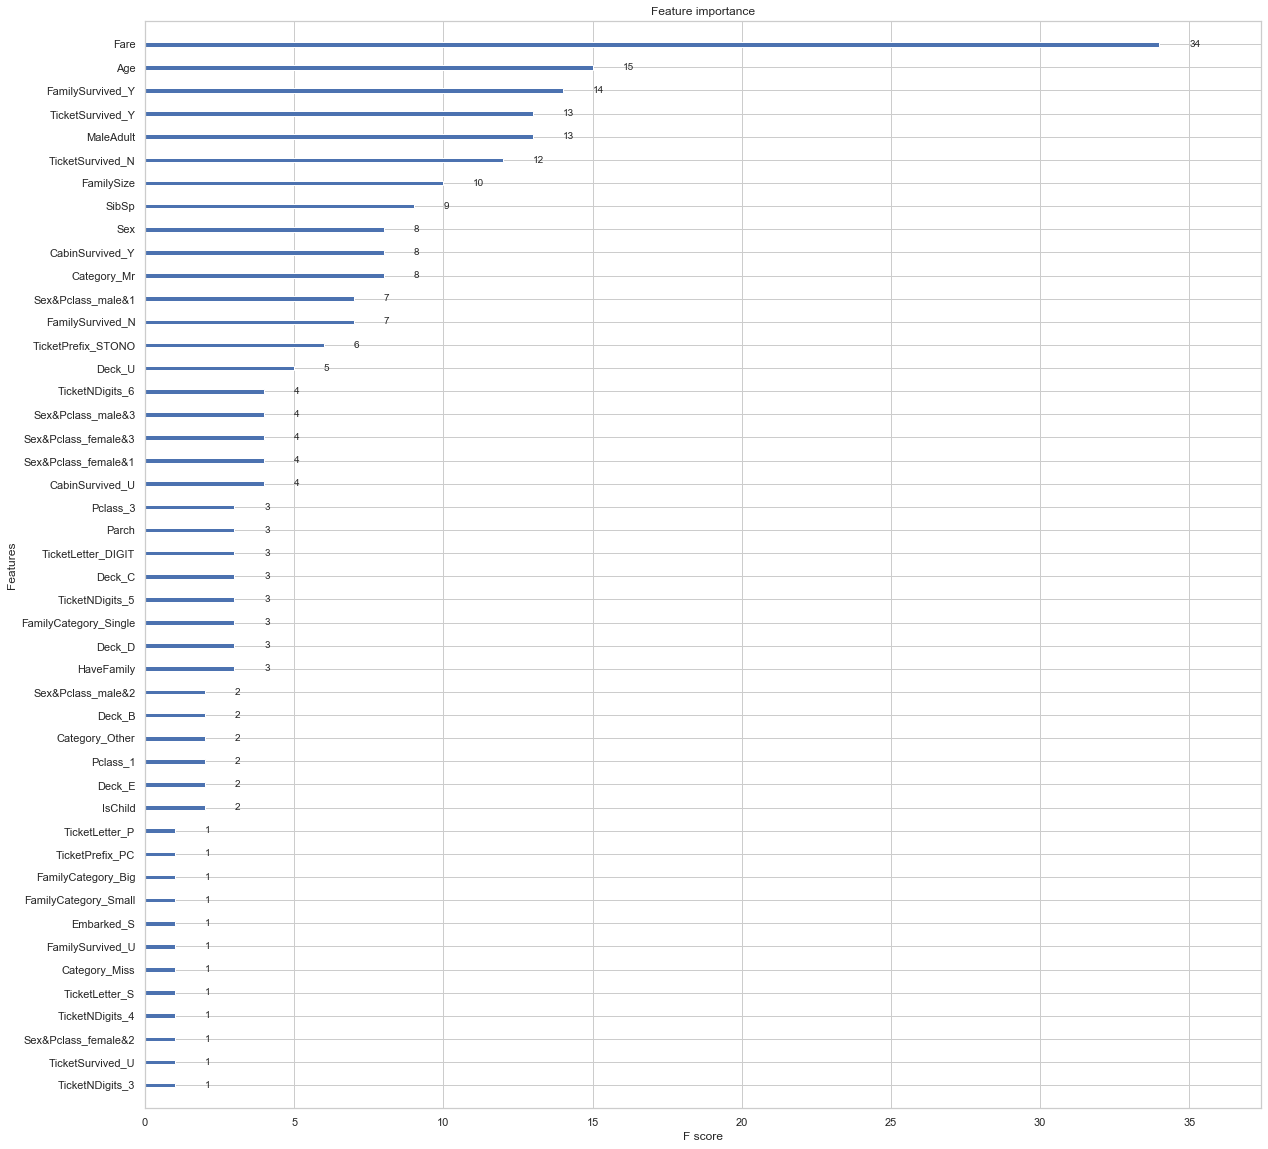 Feature importance
Fare 34
Age 15
FamilySurvived_Y 14
TicketSurvived_Y 13
MaleAdult 13
TicketSurvived_N 12
FamilySize 10
SibSp 9
Sex 8
CabinSurvived_Y 8
Category_Mr 8
Sex&Pclass_male&1 7
FamilySurvived_N 7
TicketPrefix_STONO 6
Deck_U 5
TicketNDigits_6 4
Sex&Pclass_male&3 4
Sex&Pclass_female&3 4
Sex&Pclass_female&1 4
CabinSurvived_U 4
Pclass_3 3
Parch 3
TicketLetter_DIGIT 3
Deck_C 3
TicketNDigits_5 3
FamilyCategory_Single 3
Deck_D 3
HaveFamily 3
Sex&Pclass_male&2 2
Deck_B 2
Category_Other 2
Pclass_1 2
Deck_E 2
IsChild 2
TicketLetter_P 1
TicketPrefix_PC 1
FamilyCategory_Big 1
FamilyCategory_Small 1
Embarked_S 1
FamilySurvived_U 1
Category_Miss 1
TicketLetter_S 1
TicketNDigits_4 1
Sex&Pclass_female&2 1
TicketSurvived_U 1
TicketNDigits_3 1
Features
0 5 10 15 20 25 30 35
F score